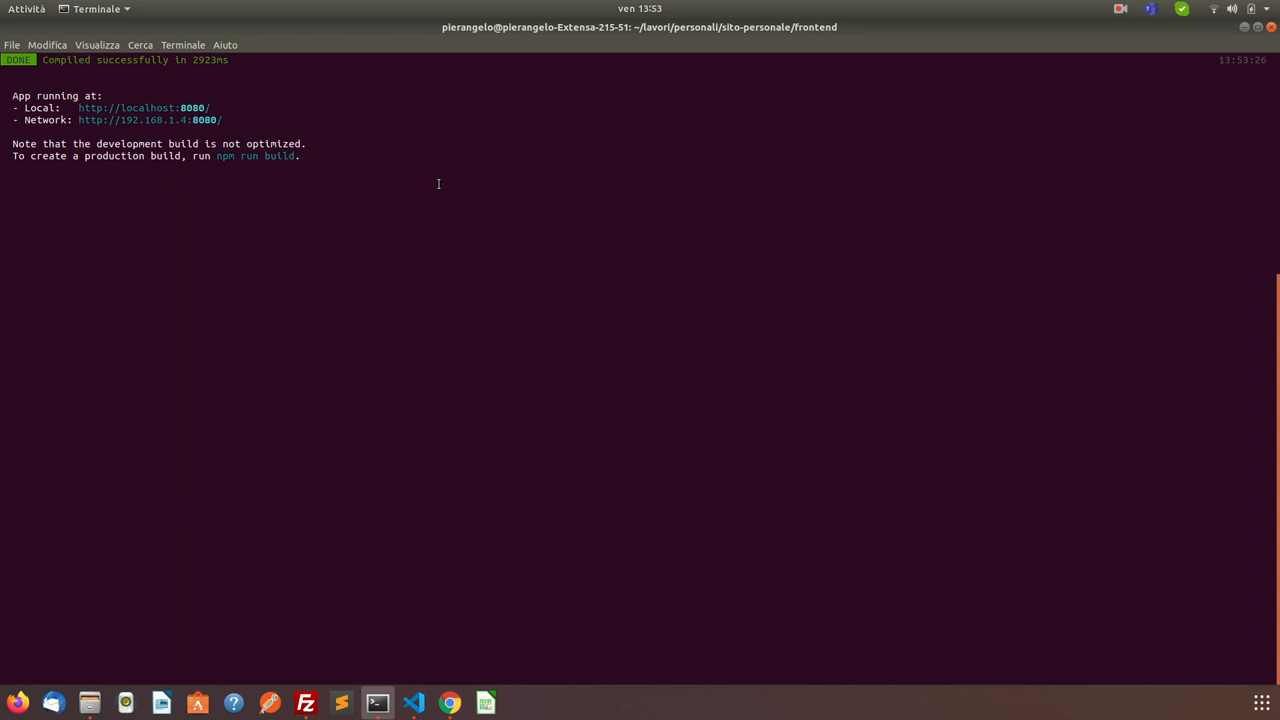 Attività Terminale ven 13:53
pierangelo@pierangelo-Extensa-215-51: ~/lavori/personali/sito-personale/frontend
File Modifica Visualizza Cerca Terminale Aiuto
DONE Compiled successfully in 2923ms 13:53:26
App running at:
- Local: http://localhost:8080/
- Network: http://192.168.1.4:8080/
Note that the development build is not optimized.
To create a production build, run npm run build.